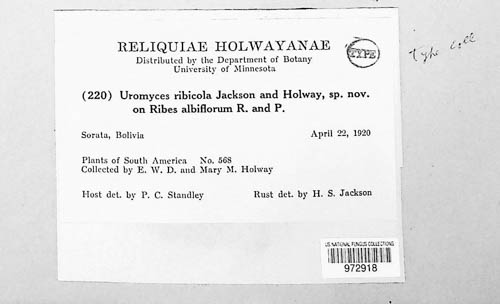 RELIQUIAE HOLWAYANAE
Distributed by the Department of Botany
University of Minnesota
TYPE
Type Coll
(220) Uromyces ribicola Jackson and Holway, sp. nov.
on Ribes albiflorum R. and P.
Sorata, Bolivia April 22, 1920
Plants of South America No. 568
Collected by E. W. D. and Mary M. Holway
Host det. by P. C. Standley Rust det. by H. S. Jackson
US NATIONAL FUNGUS COLLECTIONS
972918